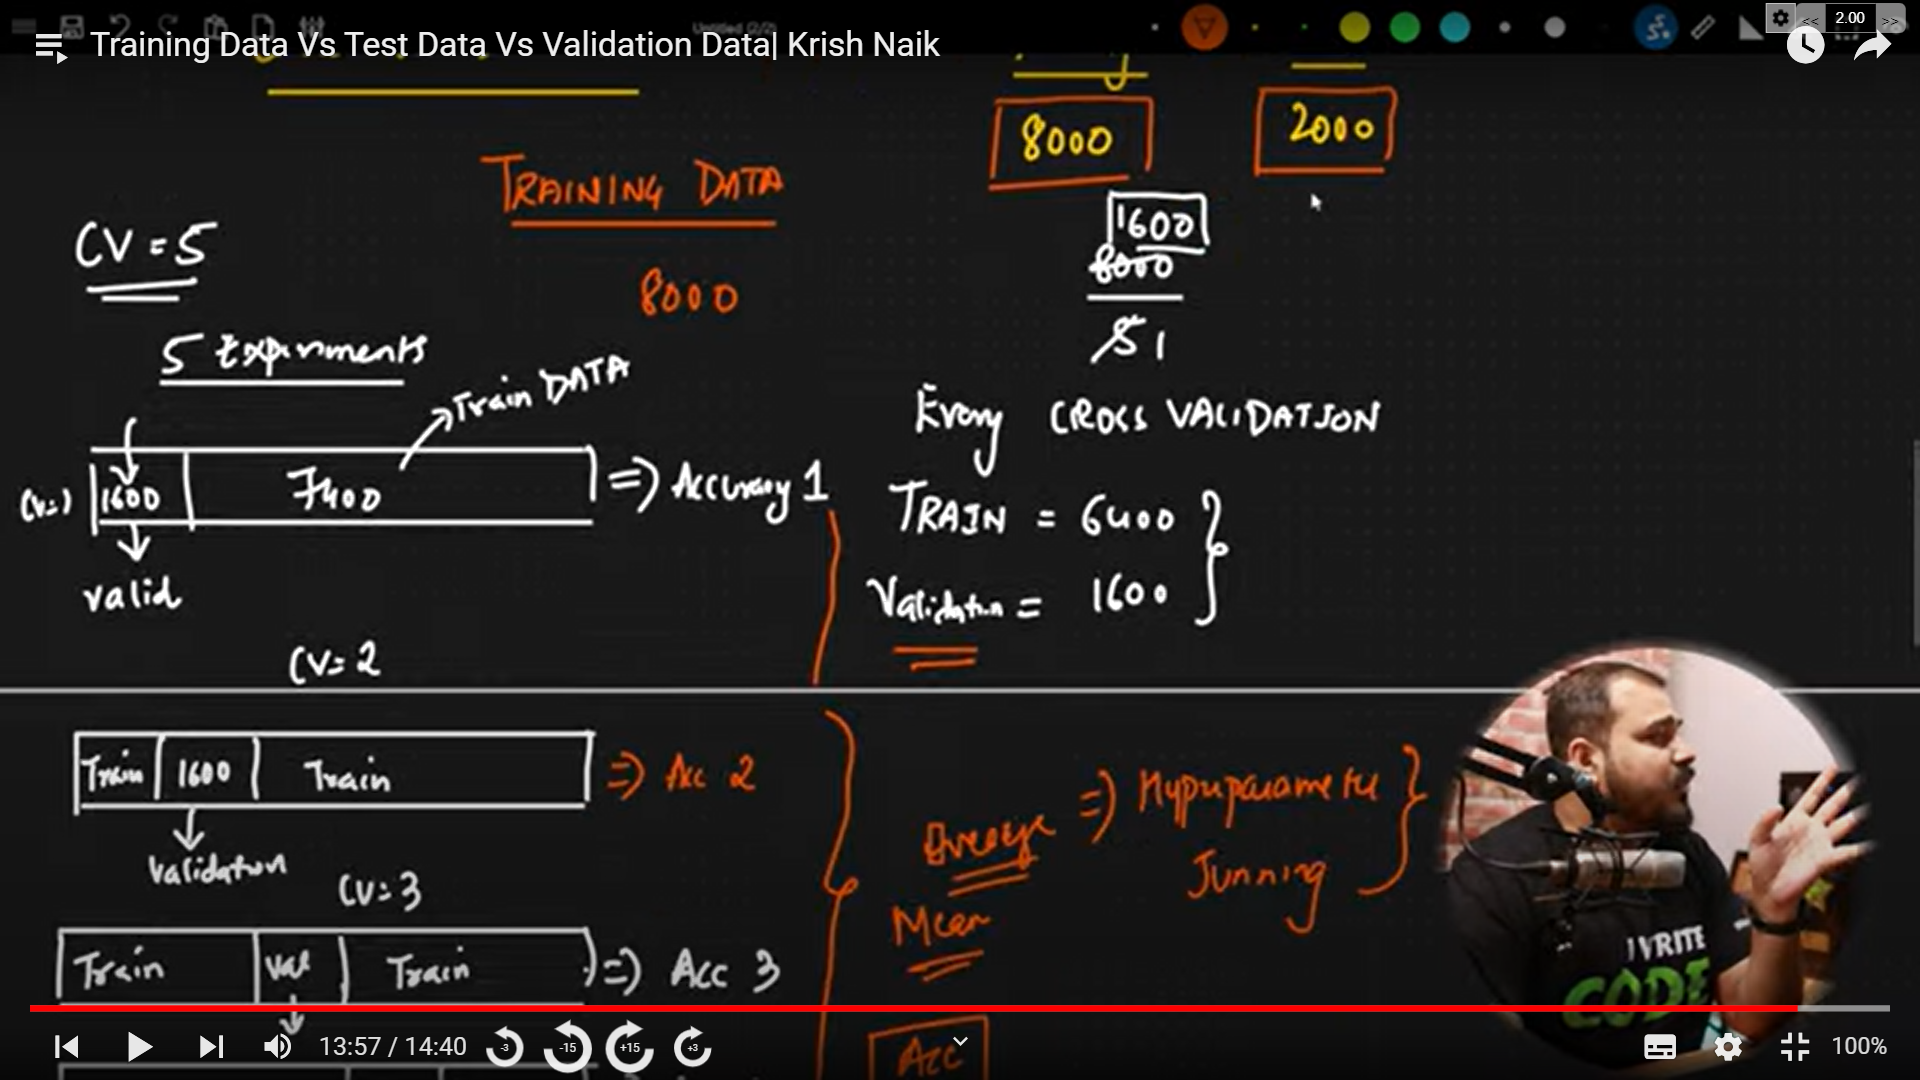 Training Data Vs Test Data Vs Validation Data| Krish Naik
2.00
8000
2000
TRAINING DATA
1600
CV = 5
8000
8000
5 1
5 Experiments
Train DATA
Every CROSS VALIDATION
1600
7400
=> Accuracy 1
TRAIN = 6400
valid
Validation = 1600
CV= 2
Train
1600
Train
=> Acc 2
=> Hyperparameter
Average
Tunning
validation
CV= 3
Mean
I WRITE
CODE
Train
Val
Train
=> Acc 3
Acc
13:57 / 14:40
-3
-15
+15
+3
100%